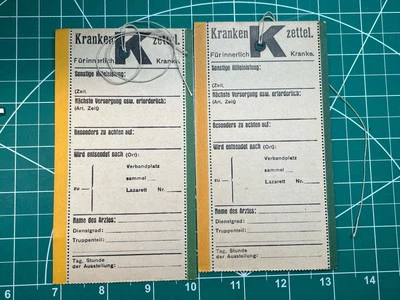 Kranken K zettel.
Für innerlich Kranke.
Sonstige Hilfeleistung:
(Zeit,
Nächste Versorgung usw. erforderlich:
(Art, Zeit)
Besonders zu achten auf:
Wird entsendet nach (Ort):
Verbandplatz
zu sammel
Lazarett Nr.
Name des Arztes:
Dienstgrad:
Truppenteil:
Tag, Stunde
der Ausstellung:
Kranken K zettel.
Für innerlich Kranke.
Sonstige Hilfeleistung:
(Zeit,
Nächste Versorgung usw. erforderlich:
(Art, Zeit)
Besonders zu achten auf:
Wird entsendet nach (Ort):
Verbandplatz
zu sammel
Lazarett Nr.
Name des Arztes:
Dienstgrad:
Truppenteil:
Tag, Stunde
der Ausstellung:
7 8 9 10 11 12 13 14